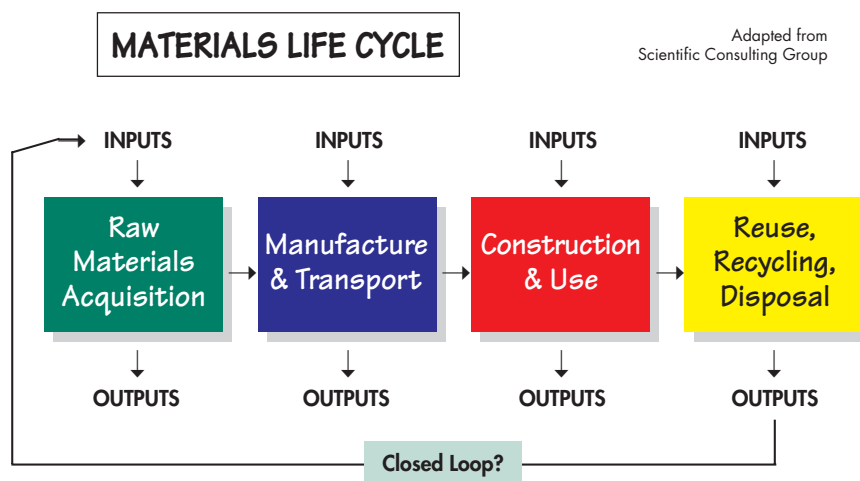 MATERIALS LIFE CYCLE
Adapted from
Scientific Consulting Group
INPUTS INPUTS INPUTS INPUTS
Raw
Materials
Acquisition
Manufacture
& Transport
Construction
& Use
Reuse,
Recycling,
Disposal
OUTPUTS OUTPUTS OUTPUTS OUTPUTS
Closed Loop?